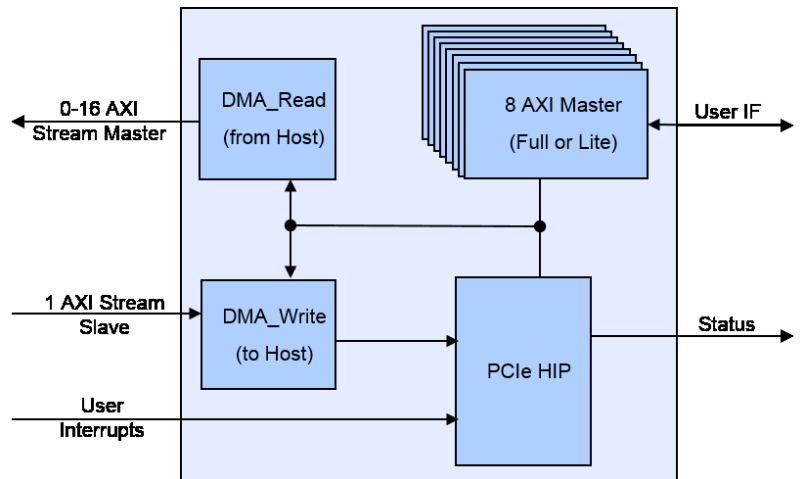 0-16 AXI
Stream Master
DMA_Read
(from Host)
8 AXI Master
(Full or Lite)
User IF
1 AXI Stream
Slave
DMA_Write
(to Host)
PCIe HIP
Status
User
Interrupts